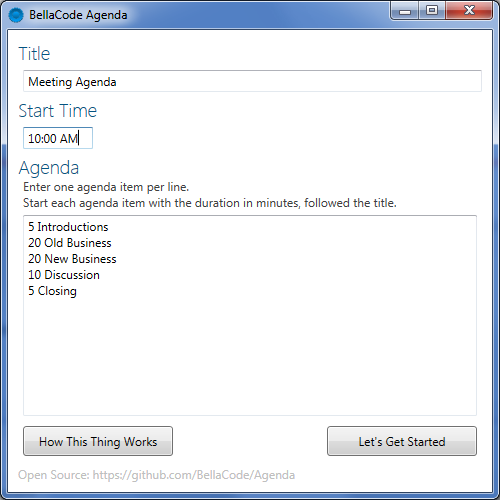 BellaCode Agenda
Title
Meeting Agenda
Start Time
10:00 AM
Agenda
Enter one agenda item per line.
Start each agenda item with the duration in minutes, followed the title.
5 Introductions
20 Old Business
20 New Business
10 Discussion
5 Closing
How This Thing Works
Let's Get Started
Open Source: https://github.com/BellaCode/Agenda